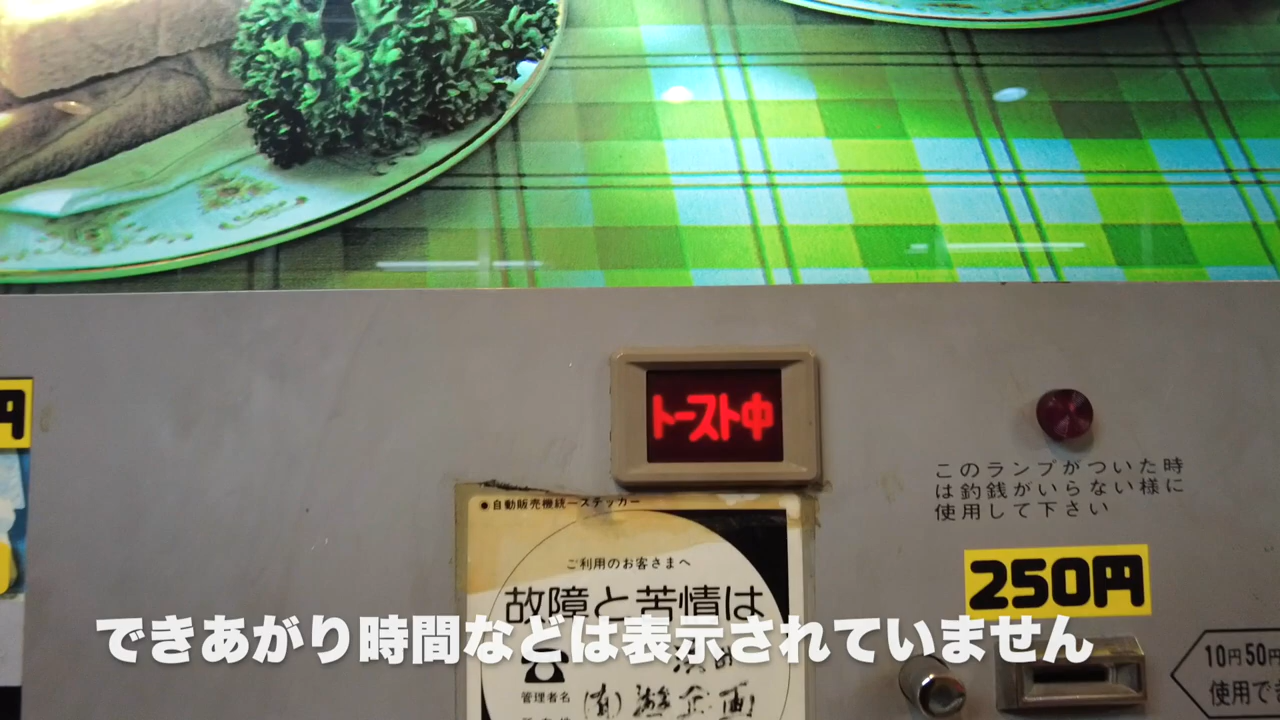 円
トースト中
このランプがついた時
は釣銭がいらない様に
使用して下さい
●自動販売機統一ステッカー
ご利用のお客さまへ
故障と苦情は
250円
できあがり時間などは表示されていません
管理者名
10円50円
使用でき